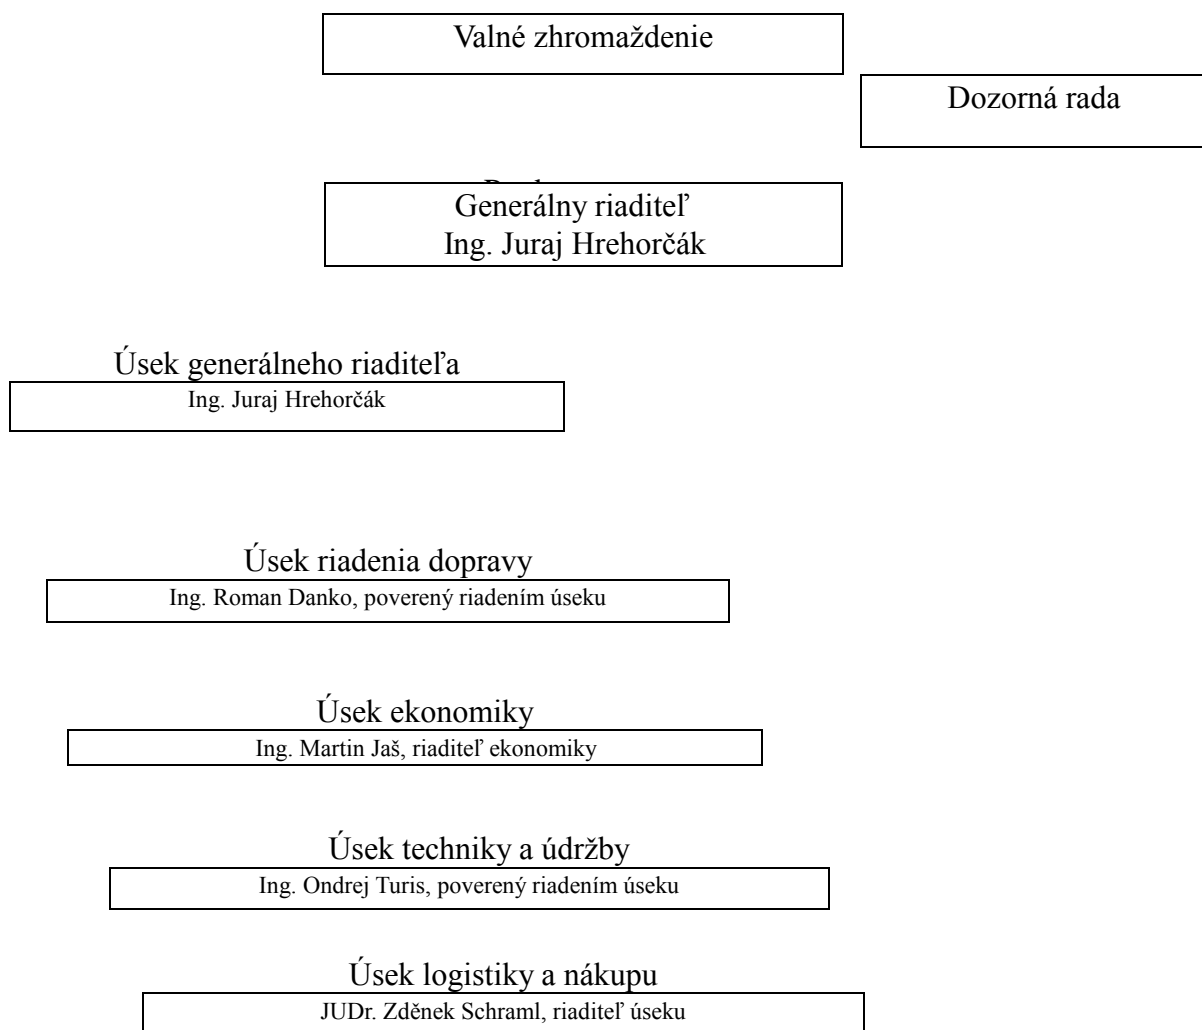 Valné zhromaždenie
Dozorná rada
Generálny riaditeľ
Ing. Juraj Hrehorčák
Úsek generálneho riaditeľa
Ing. Juraj Hrehorčák
Úsek riadenia dopravy
Ing. Roman Danko, poverený riadením úseku
Úsek ekonomiky
Ing. Martin Jaš, riaditeľ ekonomiky
Úsek techniky a údržby
Ing. Ondrej Turis, poverený riadením úseku
Úsek logistiky a nákupu
JUDr. Zděnek Schraml, riaditeľ úseku